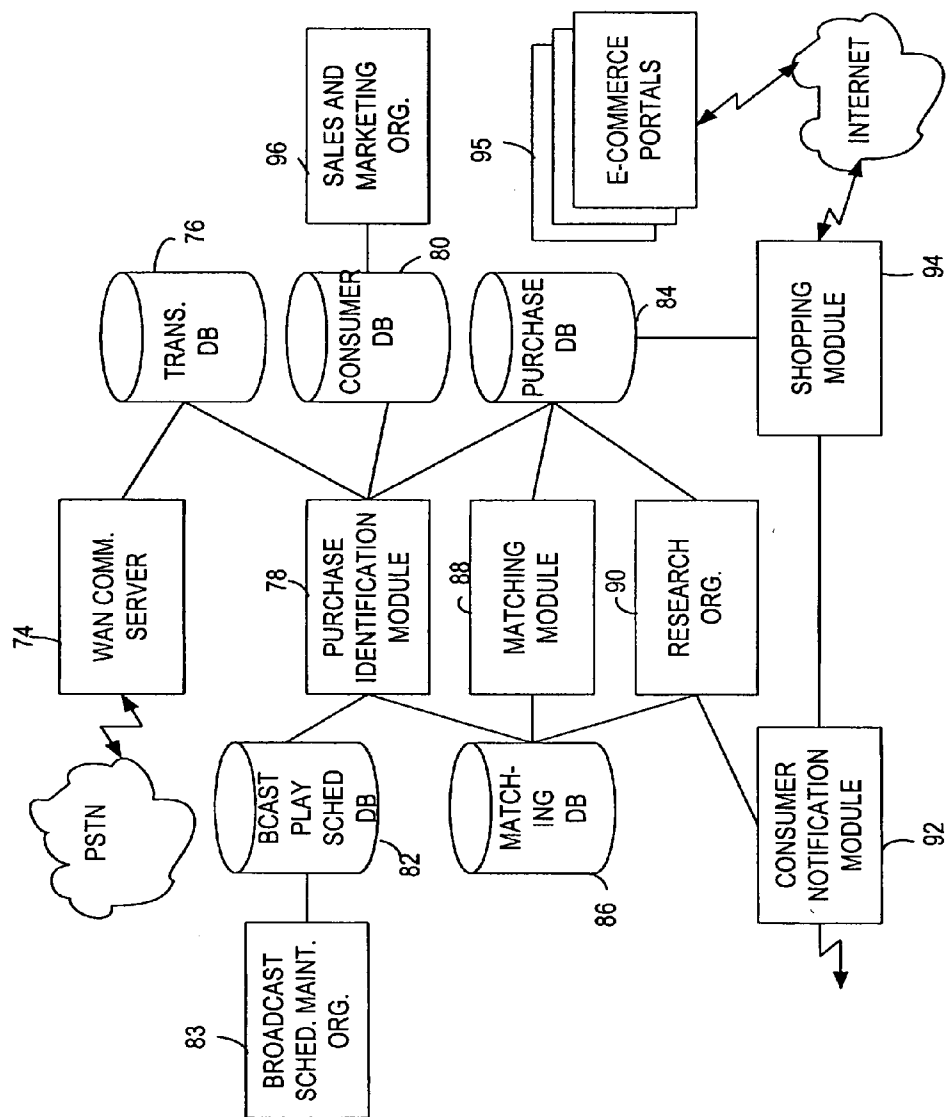 PSTN
74
WAN COMM.
SERVER
TRANS.
DB
76
83
BROADCAST
SCHED. MAINT.
ORG.
BCAST
PLAY
SCHED
DB
82
78
PURCHASE
IDENTIFICATION
MODULE
CONSUMER
DB
80
96
SALES AND
MARKETING
ORG.
MATCH-
ING
DB
86
88
MATCHING
MODULE
PURCHASE
DB
84
95
E-COMMERCE
PORTALS
90
RESEARCH
ORG.
CONSUMER
NOTIFICATION
MODULE
92
SHOPPING
MODULE
94
INTERNET